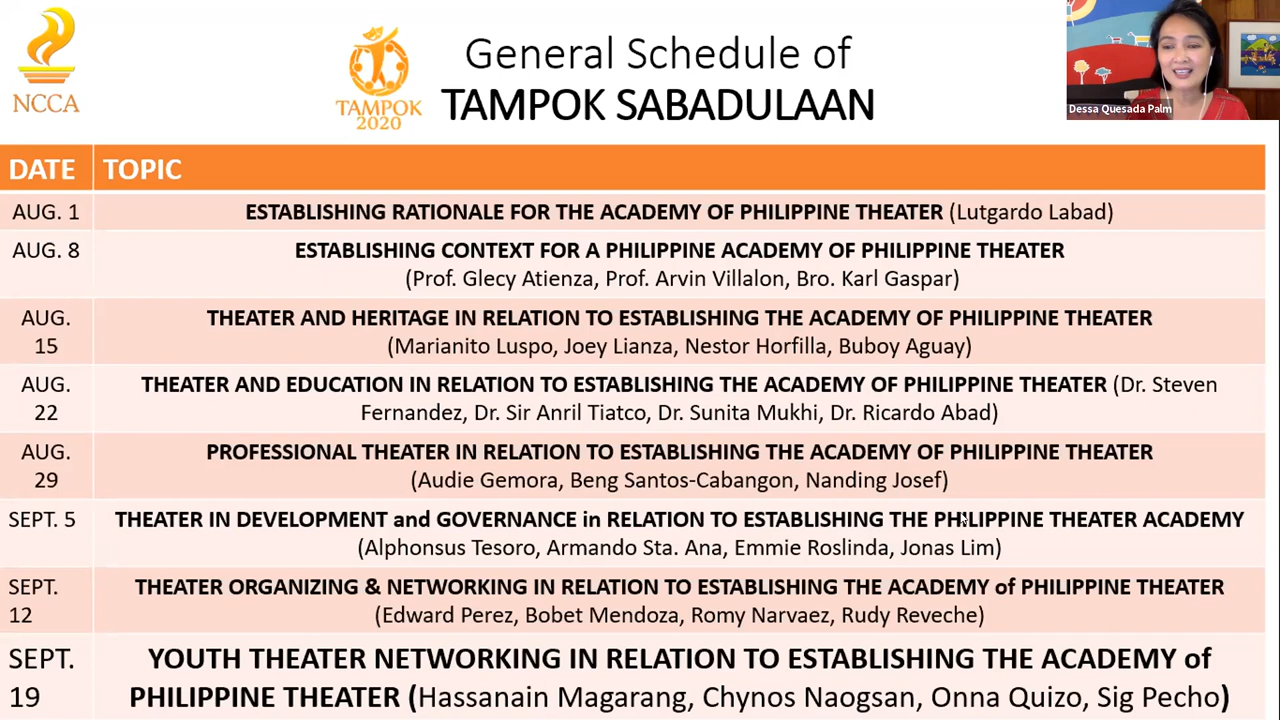 NCCA
TAMPOK
2020
General Schedule of
TAMPOK SABADULAAN
Dessa Quesada Palm
DATE TOPIC
AUG. 1 ESTABLISHING RATIONALE FOR THE ACADEMY OF PHILIPPINE THEATER (Lutgardo Labad)
AUG. 8 ESTABLISHING CONTEXT FOR A PHILIPPINE ACADEMY OF PHILIPPINE THEATER
(Prof. Glecy Atienza, Prof. Arvin Villalon, Bro. Karl Gaspar)
AUG. THEATER AND HERITAGE IN RELATION TO ESTABLISHING THE ACADEMY OF PHILIPPINE THEATER
15 (Marianito Luspo, Joey Lianza, Nestor Horfilla, Buboy Aguay)
AUG. THEATER AND EDUCATION IN RELATION TO ESTABLISHING THE ACADEMY OF PHILIPPINE THEATER (Dr. Steven
22 Fernandez, Dr. Sir Anril Tiatco, Dr. Sunita Mukhi, Dr. Ricardo Abad)
AUG. PROFESSIONAL THEATER IN RELATION TO ESTABLISHING THE ACADEMY OF PHILIPPINE THEATER
29 (Audie Gemora, Beng Santos-Cabangon, Nanding Josef)
SEPT. 5 THEATER IN DEVELOPMENT and GOVERNANCE in RELATION TO ESTABLISHING THE PHILIPPINE THEATER ACADEMY
(Alphonsus Tesoro, Armando Sta. Ana, Emmie Roslinda, Jonas Lim)
SEPT. THEATER ORGANIZING & NETWORKING IN RELATION TO ESTABLISHING THE ACADEMY of PHILIPPINE THEATER
12 (Edward Perez, Bobet Mendoza, Romy Narvaez, Rudy Reveche)
SEPT. YOUTH THEATER NETWORKING IN RELATION TO ESTABLISHING THE ACADEMY of
19 PHILIPPINE THEATER (Hassanain Magarang, Chynos Naogsan, Onna Quizo, Sig Pecho)